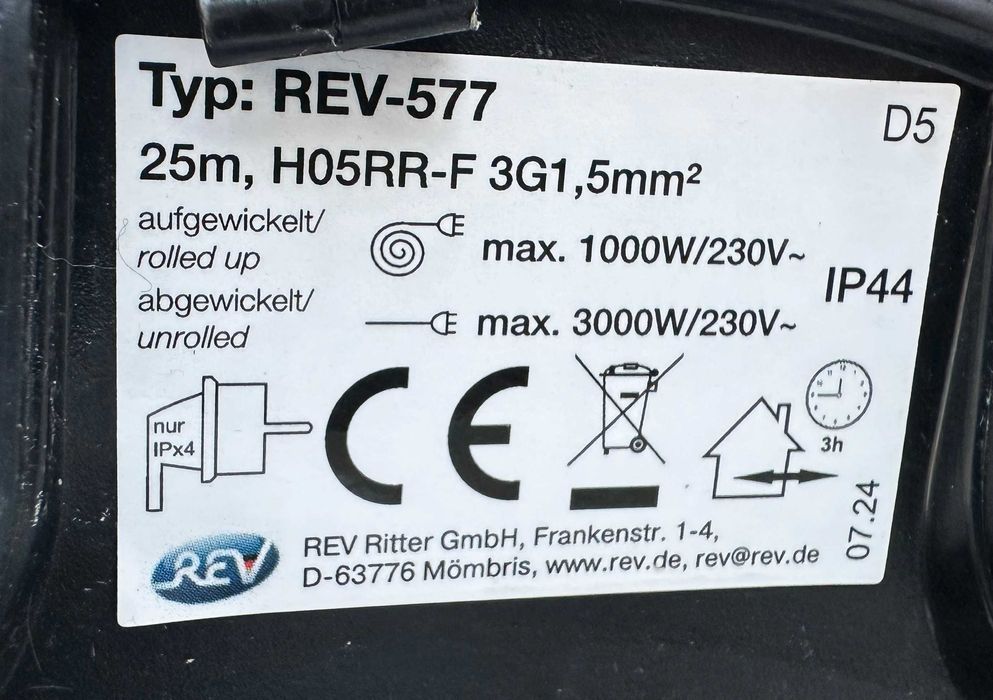 Typ: REV-577
D5
25m, H05RR-F 3G1,5mm²
aufgewickelt/
rolled up
max. 1000W/230V~
IP44
abgewickelt/
unrolled
max. 3000W/230V~
nur
IPx4
CE
3h
07.24
REV
REV Ritter GmbH, Frankenstr. 1-4,
D-63776 Mömbris, www.rev.de, rev@rev.de